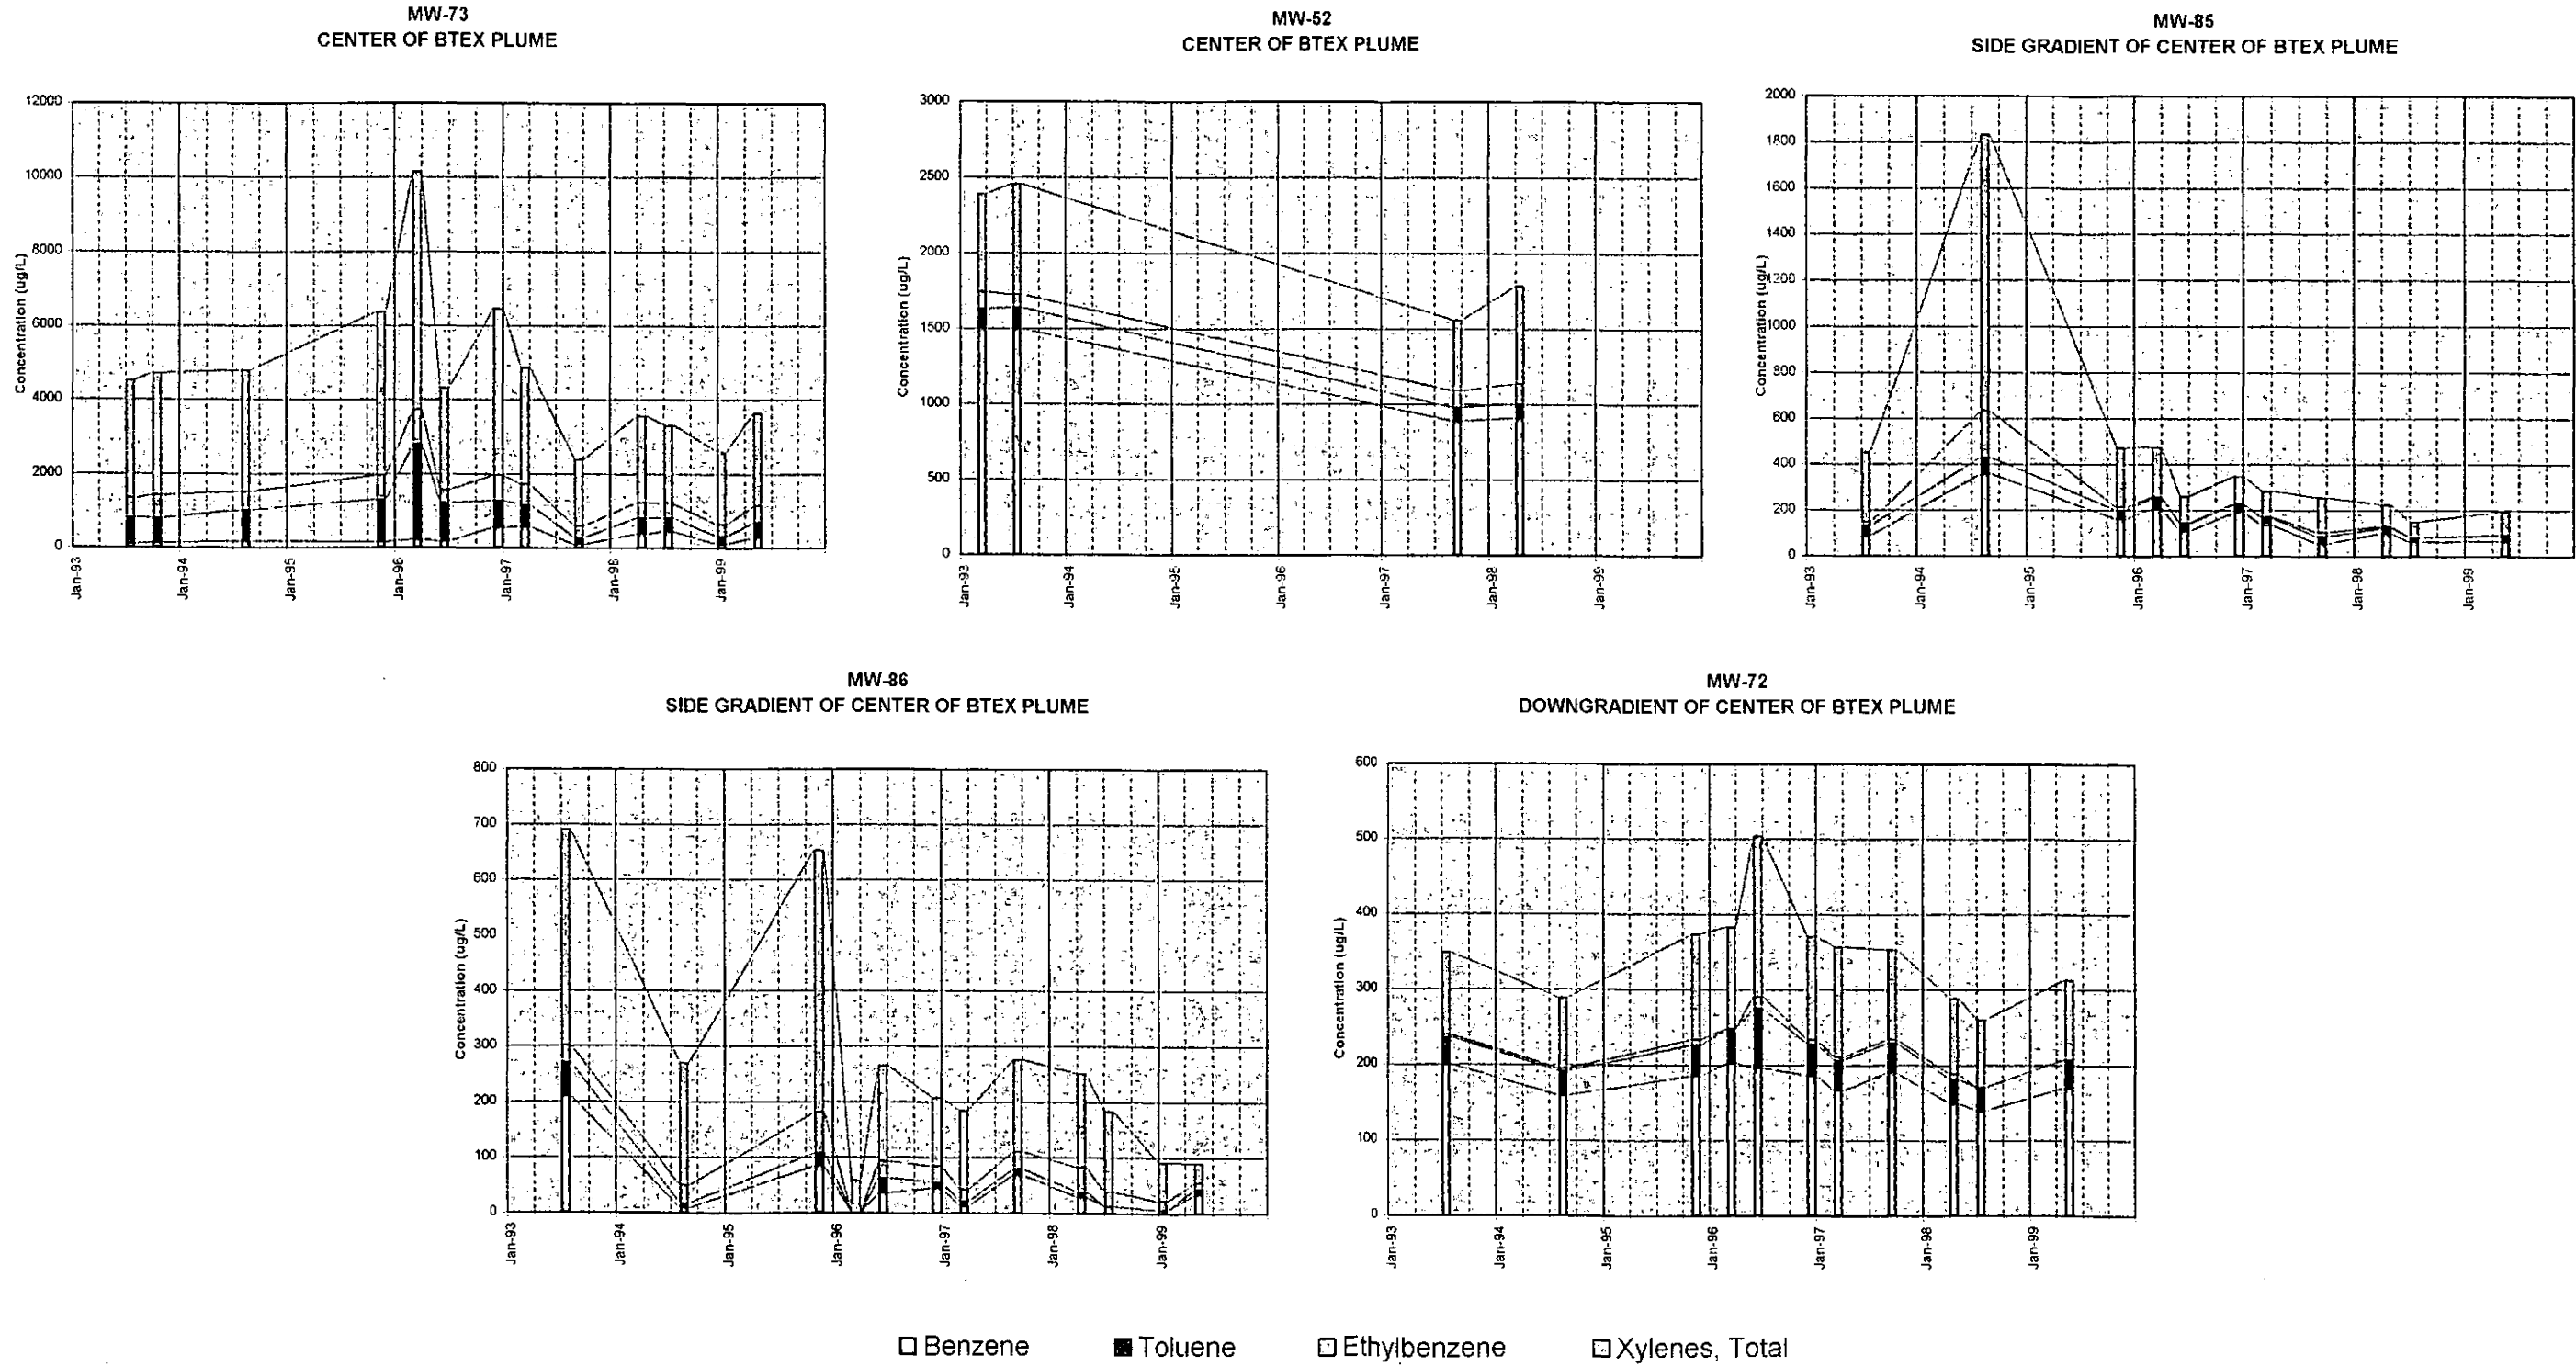 MW-73
CENTER OF BTEX PLUME
12000
10000
8000
6000
4000
2000
0
Concentration (ug/L)
Jan-93
Jan-94
Jan-95
Jan-96
Jan-97
Jan-98
Jan-99
MW-52
CENTER OF BTEX PLUME
3000
2500
2000
1500
1000
500
0
Concentration (ug/L)
Jan-93
Jan-94
Jan-95
Jan-96
Jan-97
Jan-98
Jan-99
MW-85
SIDE GRADIENT OF CENTER OF BTEX PLUME
2000
1800
1600
1400
1200
1000
800
600
400
200
0
Concentration (ug/L)
Jan-93
Jan-94
Jan-95
Jan-96
Jan-97
Jan-98
Jan-99
MW-86
SIDE GRADIENT OF CENTER OF BTEX PLUME
800
700
600
500
400
300
200
100
0
Concentration (ug/L)
Jan-93
Jan-94
Jan-95
Jan-96
Jan-97
Jan-98
Jan-99
MW-72
DOWNGRADIENT OF CENTER OF BTEX PLUME
600
500
400
300
200
100
0
Concentration (ug/L)
Jan-93
Jan-94
Jan-95
Jan-96
Jan-97
Jan-98
Jan-99
Benzene Toluene Ethylbenzene Xylenes, Total